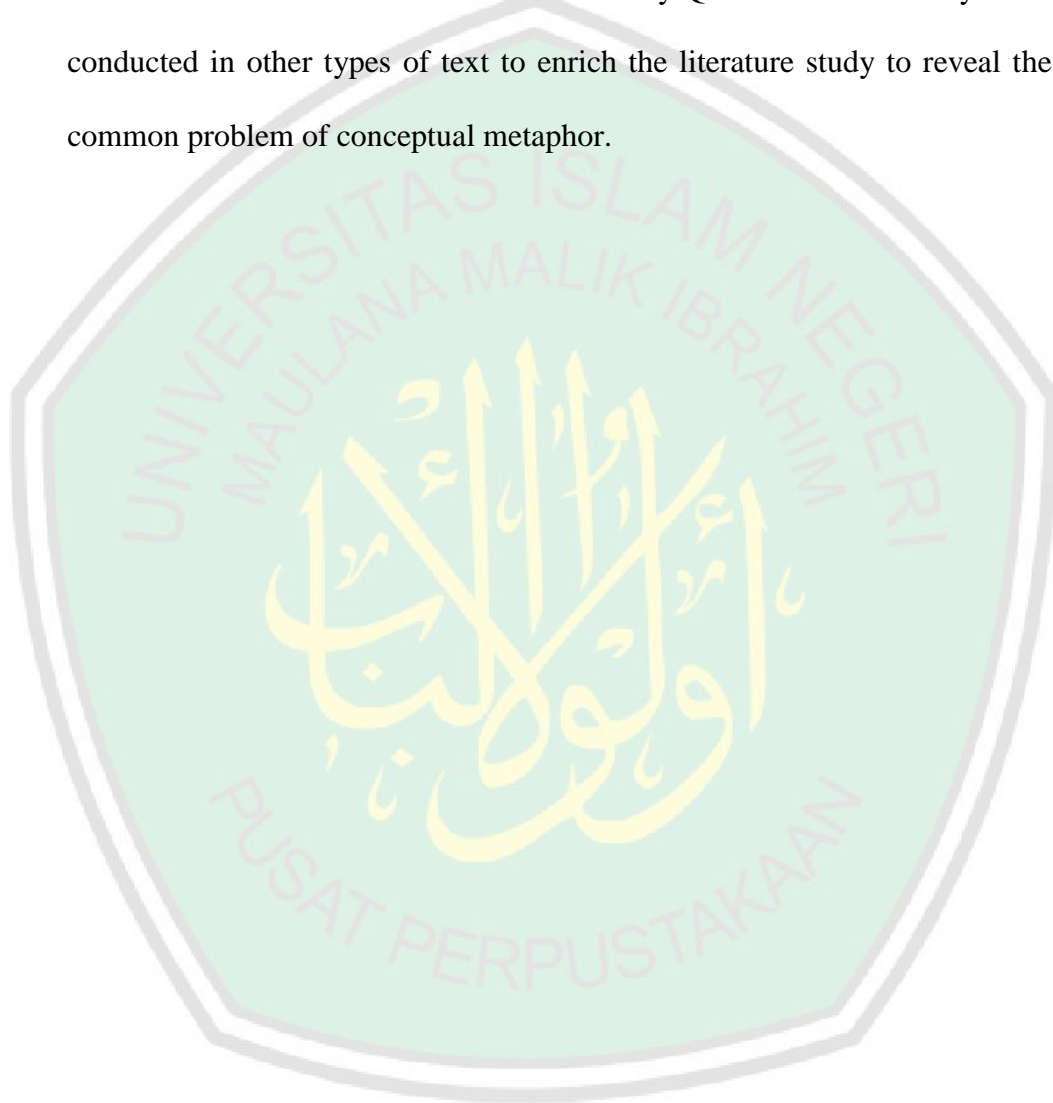 conducted in other types of text to enrich the literature study to reveal the
common problem of conceptual metaphor.
UNIVERSITAS ISLAM NEGERI
MAULANA MALIK IBRAHIM
أولوا الألباب
PUSAT PERPUSTAKAAN